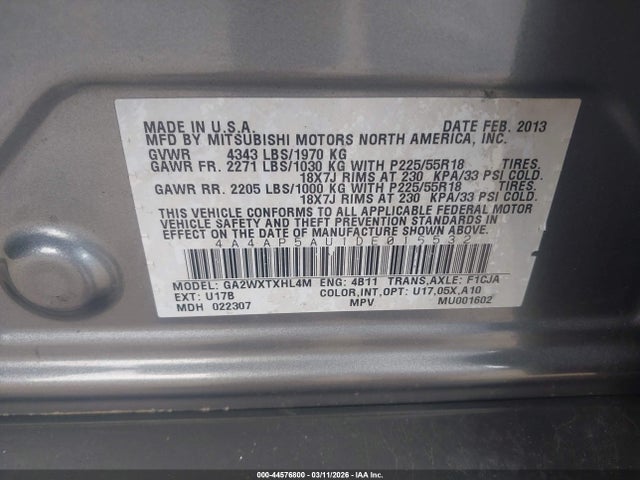 MADE IN U.S.A. DATE FEB. 2013
MFD BY MITSUBISHI MOTORS NORTH AMERICA, INC.
GVWR 4343 LBS/1970 KG
GAWR FR. 2271 LBS/1030 KG WITH P225/55R18 TIRES.
18X7J RIMS AT 230 KPA/33 PSI COLD.
GAWR RR. 2205 LBS/1000 KG WITH P225/55R18 TIRES.
18X7J RIMS AT 230 KPA/33 PSI COLD.
THIS VEHICLE CONFORMS TO ALL APPLICABLE FEDERAL MOTOR
VEHICLE SAFETY AND THEFT PREVENTION STANDARDS IN
EFFECT ON THE DATE OF MANUFACTURE SHOWN ABOVE.
4A4AP5AU1DE015532
MODEL: GA2WXTXHL4M ENG: 4B11 TRANS,AXLE: F1CJA
EXT: U17B COLOR,INT,OPT: U17,05X,A10
MDH 022307 MPV MU001602
000-44576800 - 03/11/2026 - IAA Inc.